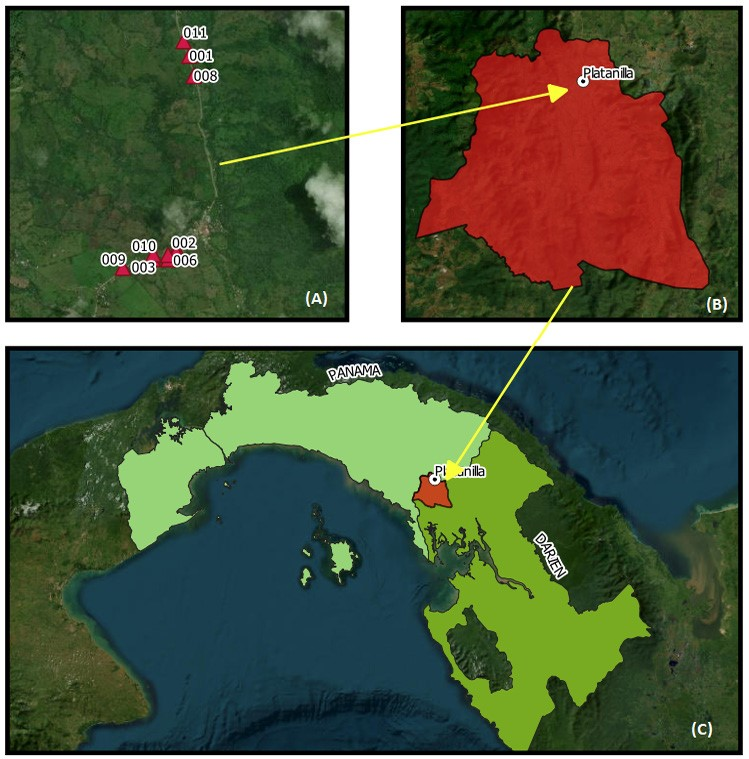 011
001
008
010
002
009
003
006
(A)
Platanilla
(B)
PANAMA
Platanilla
DARIEN
(C)